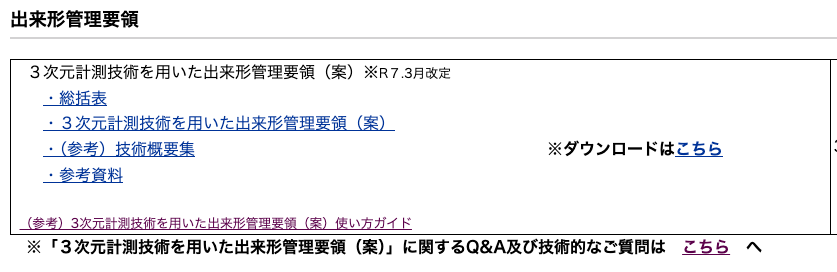 出来形管理要領
３次元計測技術を用いた出来形管理要領（案）※R７.3月改定
・総括表
・３次元計測技術を用いた出来形管理要領（案）
・（参考）技術概要集 ※ダウンロードはこちら
・参考資料
（参考）3次元計測技術を用いた出来形管理要領（案）使い方ガイド
※「３次元計測技術を用いた出来形管理要領（案）」に関するQ&A及び技術的なご質問は こちら へ